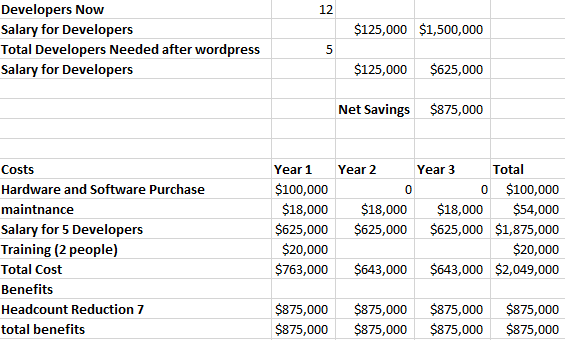 Developers Now 12
Salary for Developers $125,000 $1,500,000
Total Developers Needed after wordpress 5
Salary for Developers $125,000 $625,000
Net Savings $875,000
Costs Year 1 Year 2 Year 3 Total
Hardware and Software Purchase $100,000 0 0 $100,000
maintnance $18,000 $18,000 $18,000 $54,000
Salary for 5 Developers $625,000 $625,000 $625,000 $1,875,000
Training (2 people) $20,000 $20,000
Total Cost $763,000 $643,000 $643,000 $2,049,000
Benefits
Headcount Reduction 7 $875,000 $875,000 $875,000 $875,000
total benefits $875,000 $875,000 $875,000 $875,000